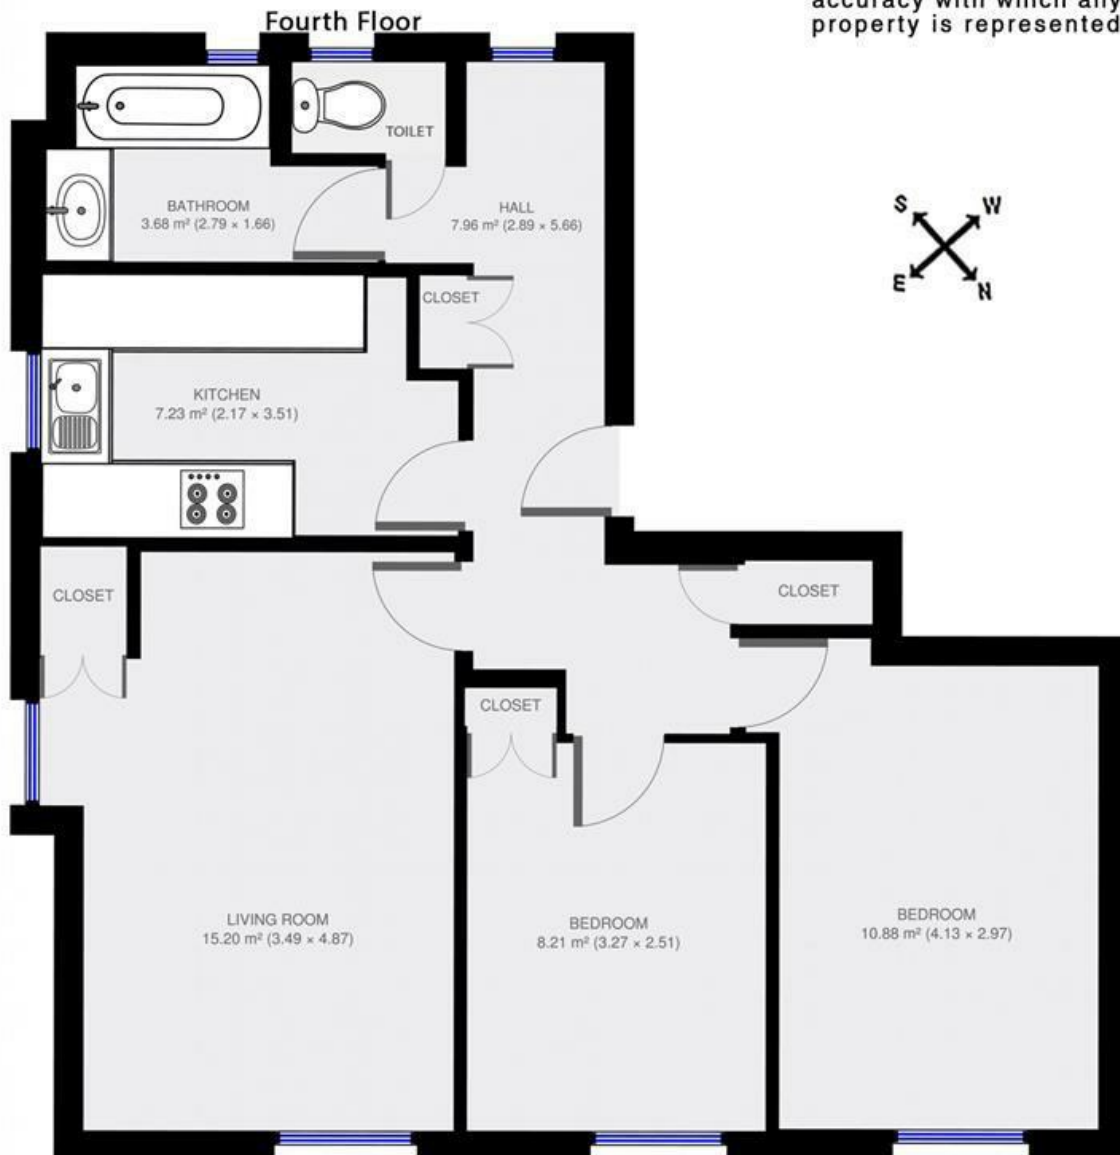 accuracy with which any
property is represented
Fourth Floor
TOILET
BATHROOM
3.68 m² (2.79 × 1.66)
HALL
7.96 m² (2.89 × 5.66)
S
W
E
N
CLOSET
KITCHEN
7.23 m² (2.17 × 3.51)
CLOSET
CLOSET
CLOSET
LIVING ROOM
15.20 m² (3.49 × 4.87)
BEDROOM
8.21 m² (3.27 × 2.51)
BEDROOM
10.88 m² (4.13 × 2.97)